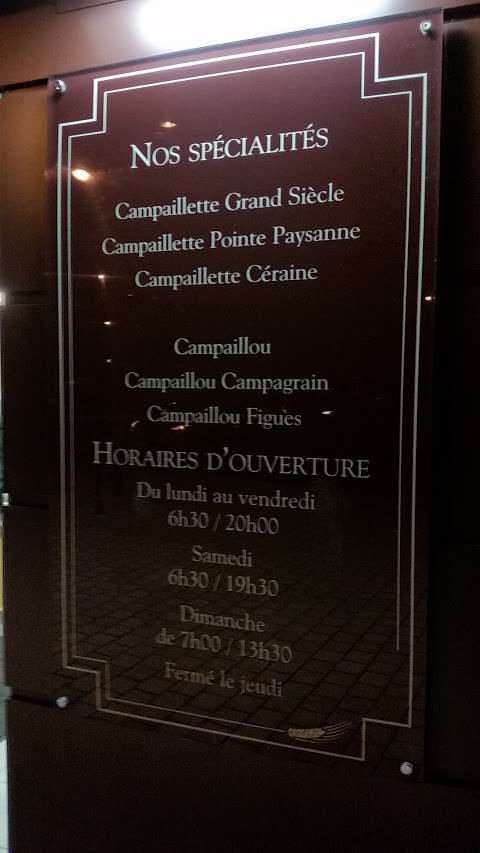 NOS SPÉCIALITÉS
Campaillette Grand Siècle
Campaillette Pointe Paysanne
Campaillette Céraine
Campaillou
Campaillou Campagrain
Campaillou Figues
HORAIRES D'OUVERTURE
Du lundi au vendredi
6h30 / 20h00
Samedi
6h30 / 19h30
Dimanche
de 7h00 / 13h30
Fermé le jeudi